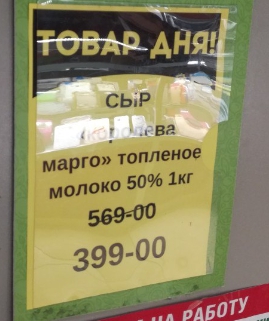 ТОВАР ДНЯ!
СЫР
«королева
марго» топленое
молоко 50% 1кг
569-00
399-00
НА РАБОТУ